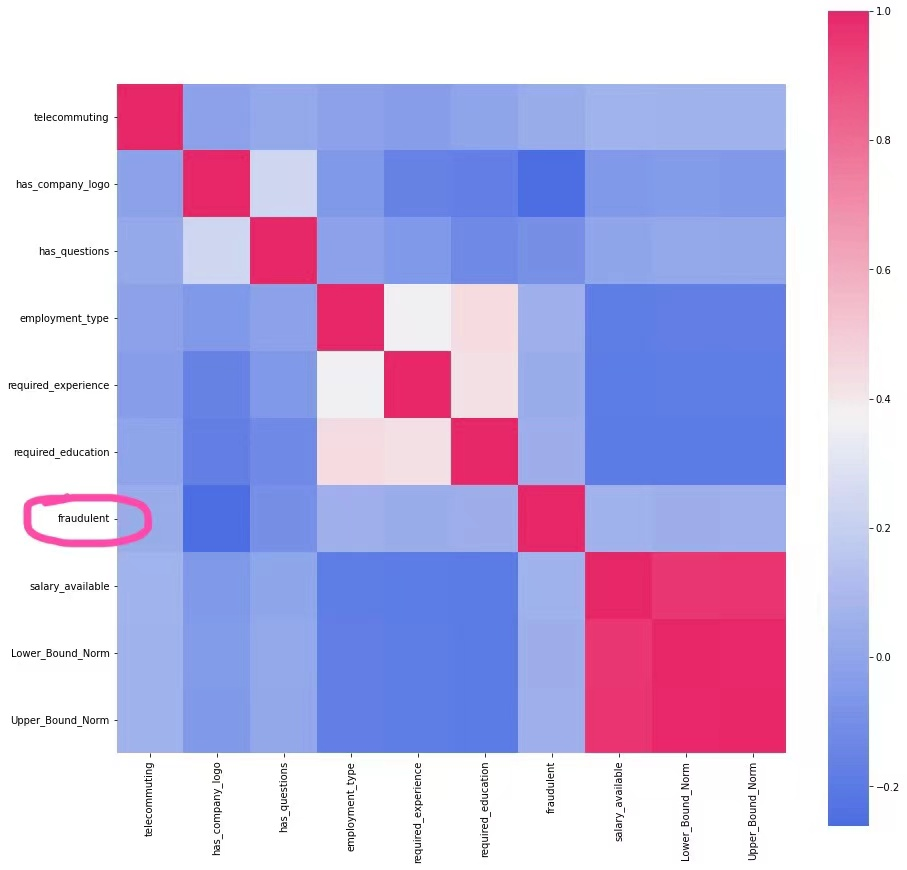 telecommuting
has_company_logo
has_questions
employment_type
required_experience
required_education
fraudulent
salary_available
Lower_Bound_Norm
Upper_Bound_Norm
telecommuting
has_company_logo
has_questions
employment_type
required_experience
required_education
fraudulent
salary_available
Lower_Bound_Norm
Upper_Bound_Norm
1.0
0.8
0.6
0.4
0.2
0.0
−0.2